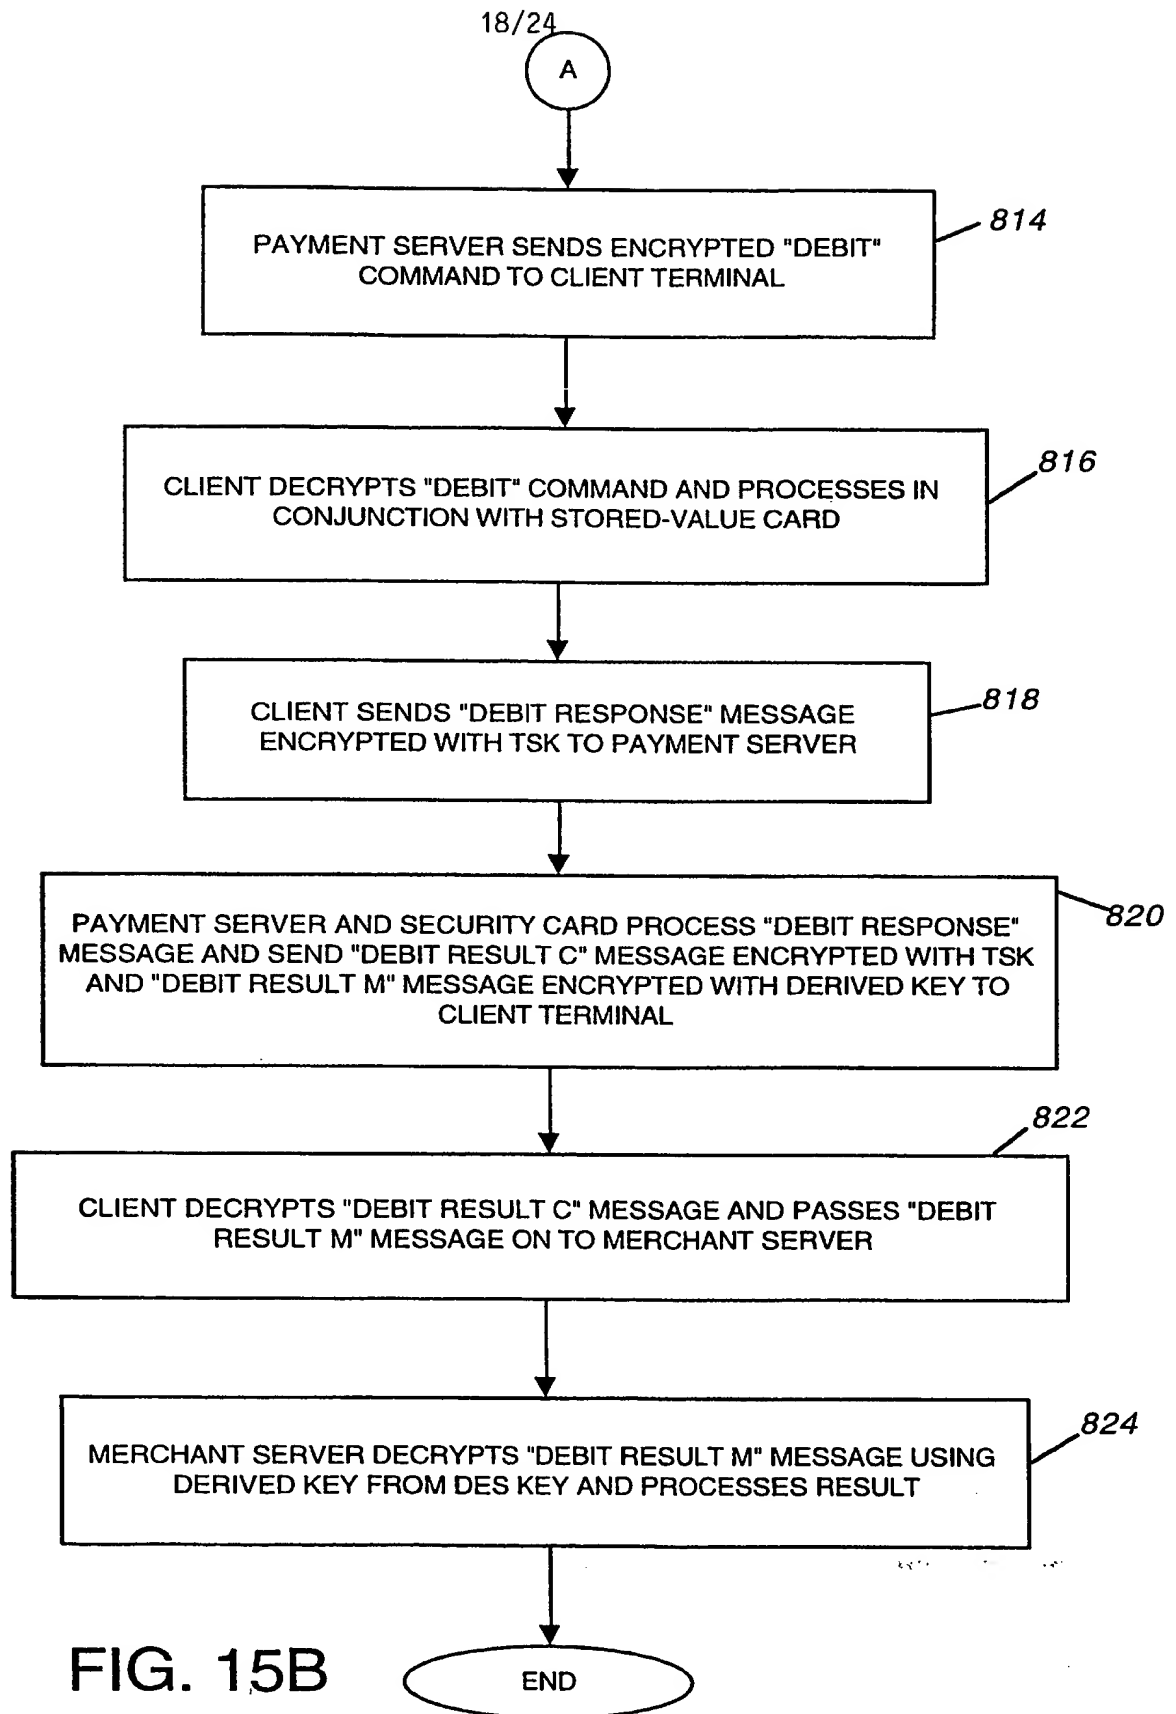 18/24
A
814
PAYMENT SERVER SENDS ENCRYPTED "DEBIT"
COMMAND TO CLIENT TERMINAL
816
CLIENT DECRYPTS "DEBIT" COMMAND AND PROCESSES IN
CONJUNCTION WITH STORED-VALUE CARD
818
CLIENT SENDS "DEBIT RESPONSE" MESSAGE
ENCRYPTED WITH TSK TO PAYMENT SERVER
820
PAYMENT SERVER AND SECURITY CARD PROCESS "DEBIT RESPONSE"
MESSAGE AND SEND "DEBIT RESULT C" MESSAGE ENCRYPTED WITH TSK
AND "DEBIT RESULT M" MESSAGE ENCRYPTED WITH DERIVED KEY TO
CLIENT TERMINAL
822
CLIENT DECRYPTS "DEBIT RESULT C" MESSAGE AND PASSES "DEBIT
RESULT M" MESSAGE ON TO MERCHANT SERVER
824
MERCHANT SERVER DECRYPTS "DEBIT RESULT M" MESSAGE USING
DERIVED KEY FROM DES KEY AND PROCESSES RESULT
FIG. 15B
END